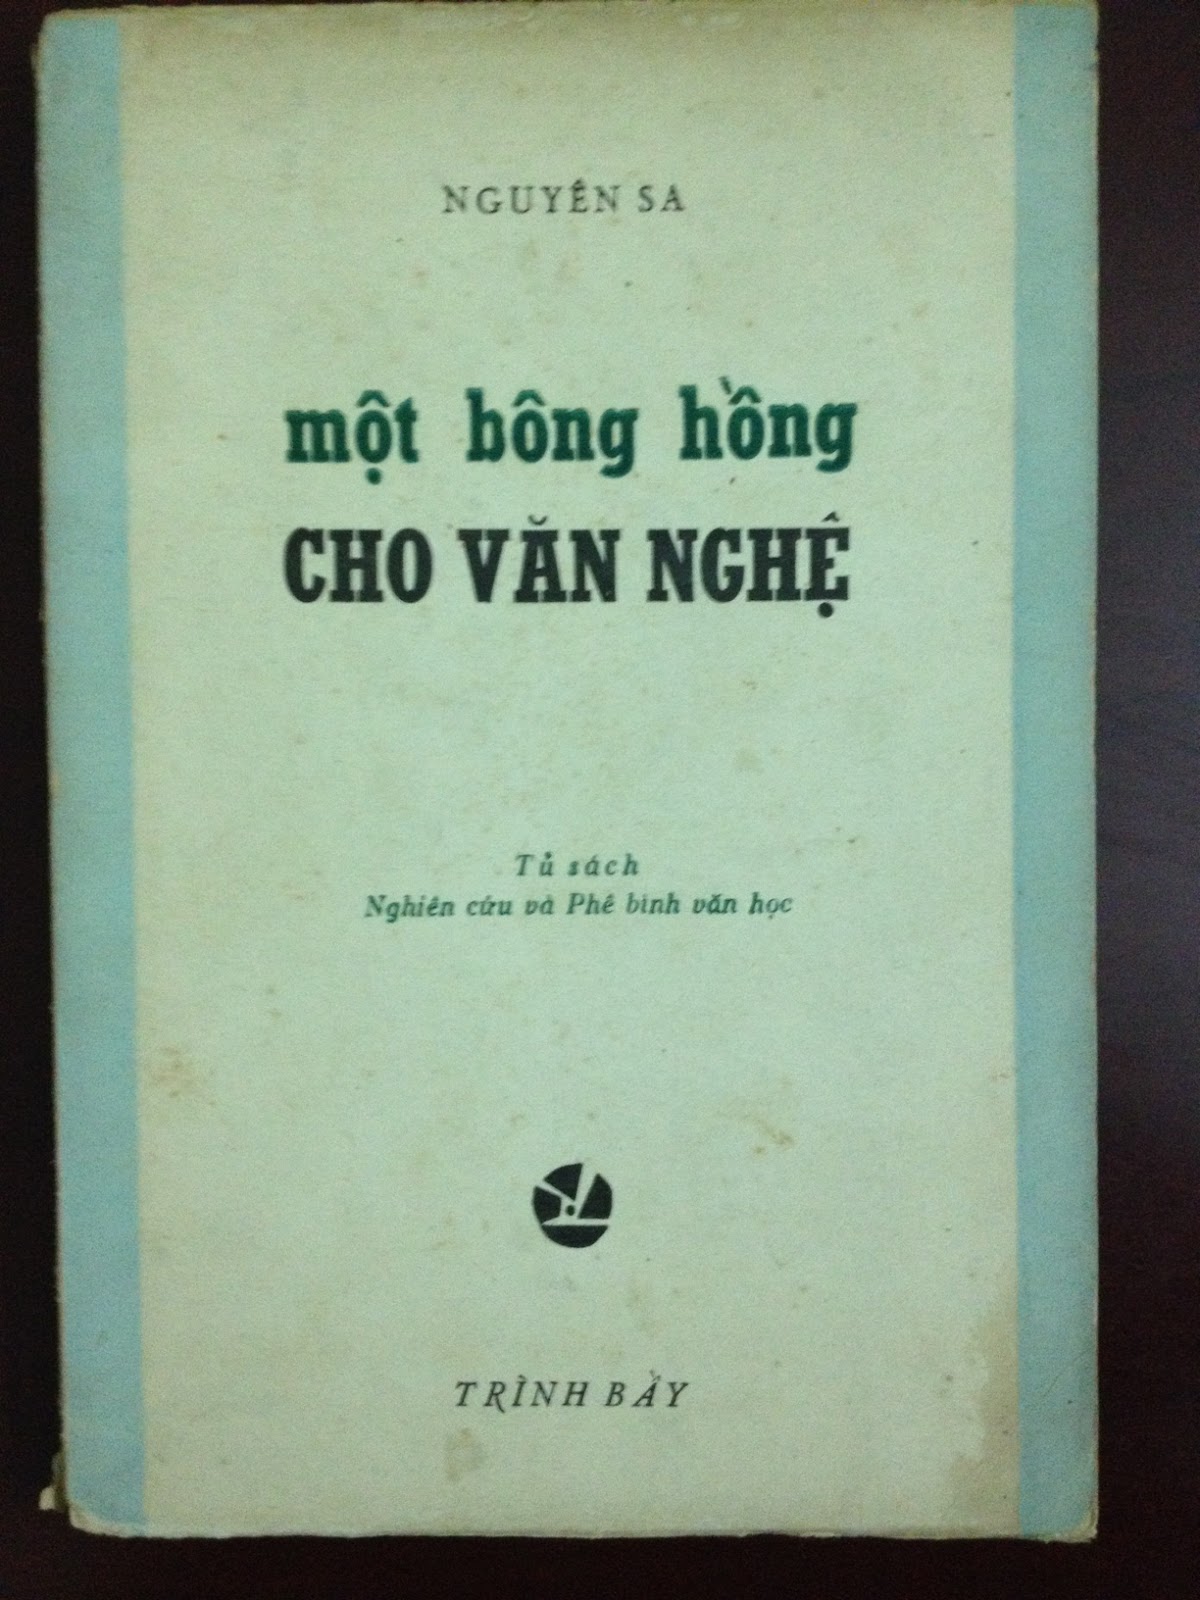 NGUYÊN SA
một bông hồng
CHO VĂN NGHỆ
Tủ sách
Nghiên cứu và Phê bình văn học
TRÌNH BẦY